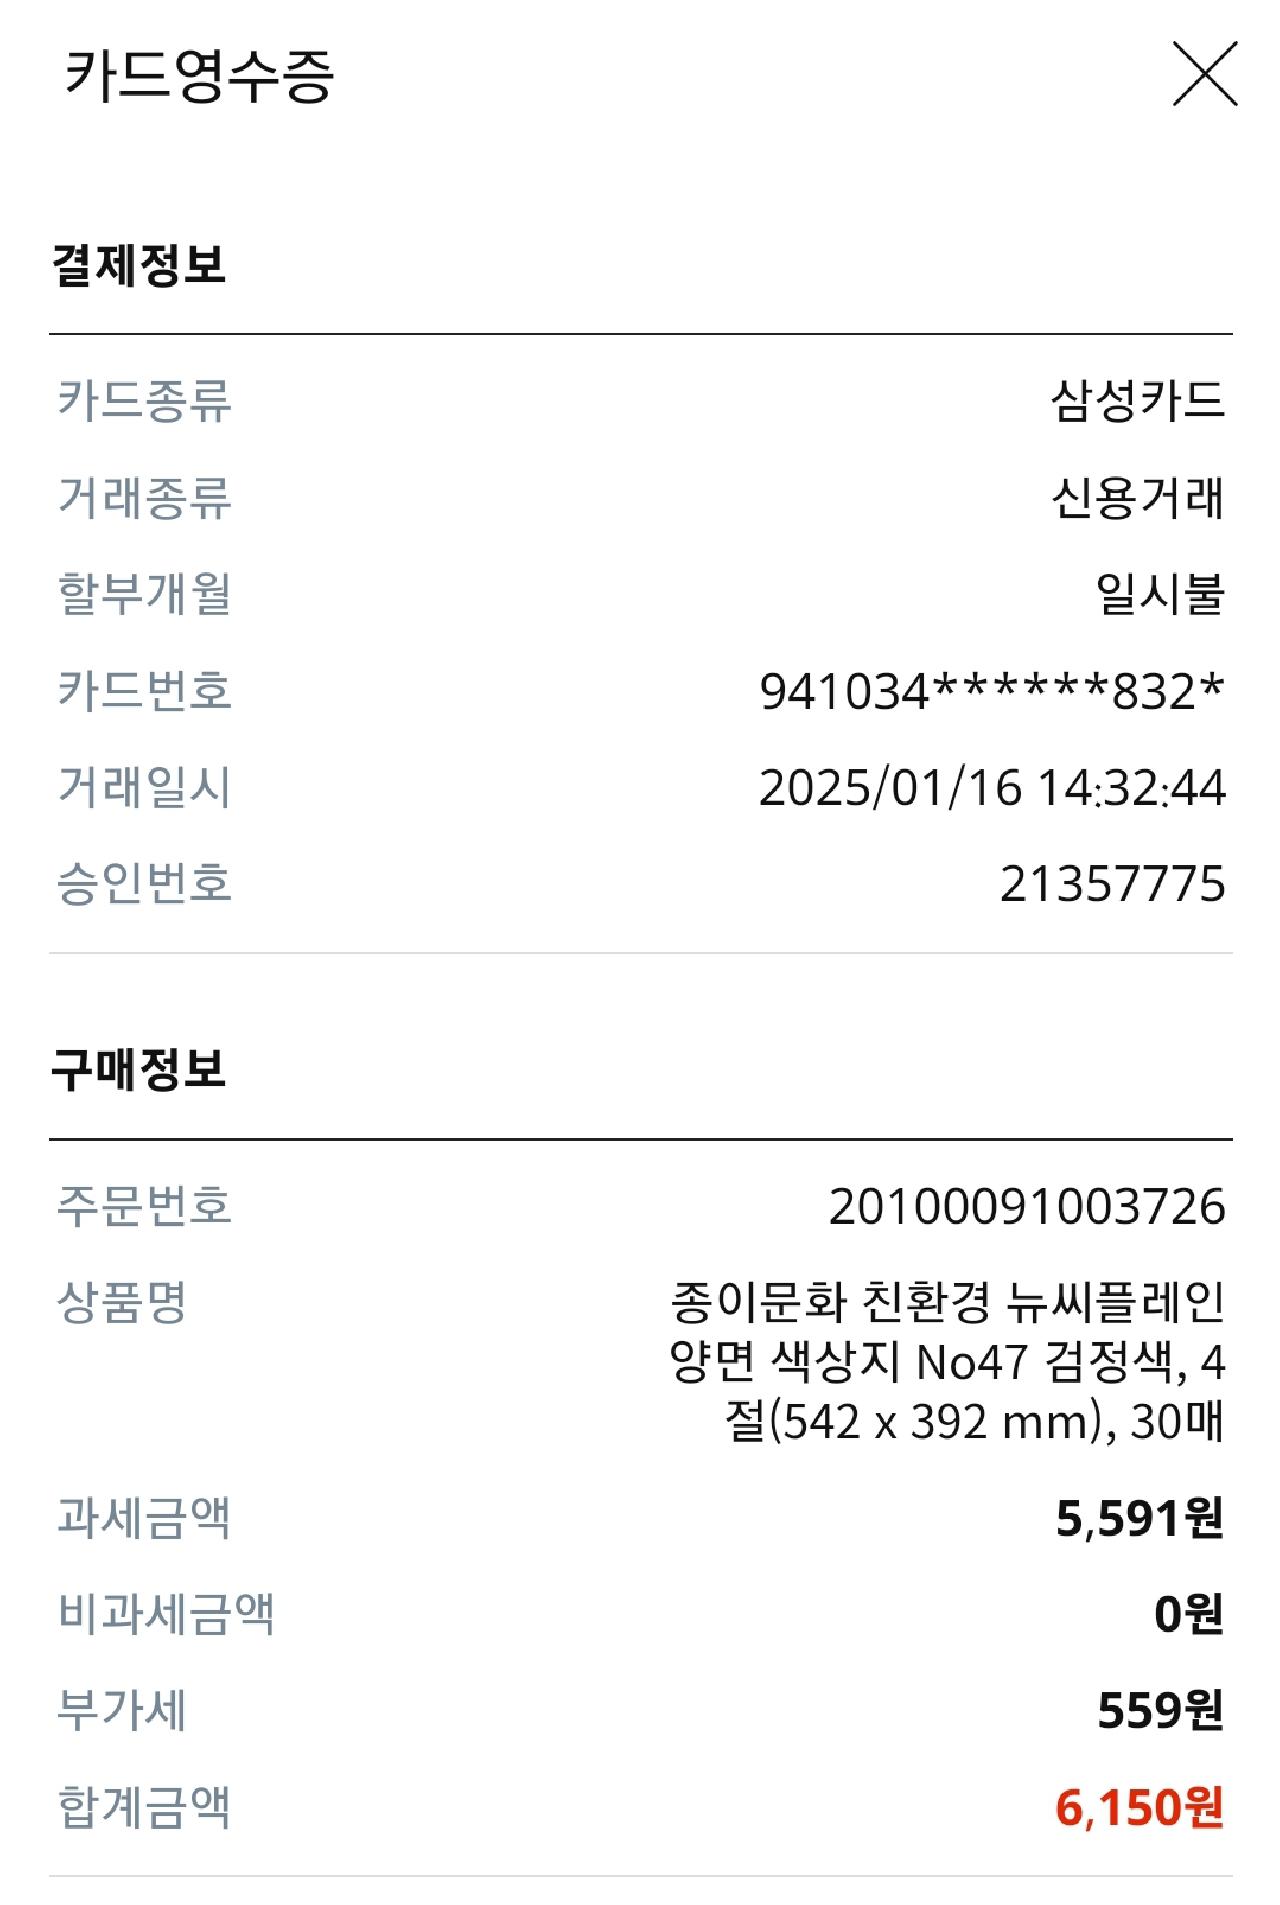 카드영수증
결제정보
카드종류 삼성카드
거래종류 신용거래
할부개월 일시불
카드번호 941034******832*
거래일시 2025/01/16 14:32:44
승인번호 21357775
구매정보
주문번호 20100091003726
상품명 종이문화 친환경 뉴씨플레인
양면 색상지 No47 검정색, 4
절(542 x 392 mm), 30매
과세금액 5,591원
비과세금액 0원
부가세 559원
합계금액 6,150원